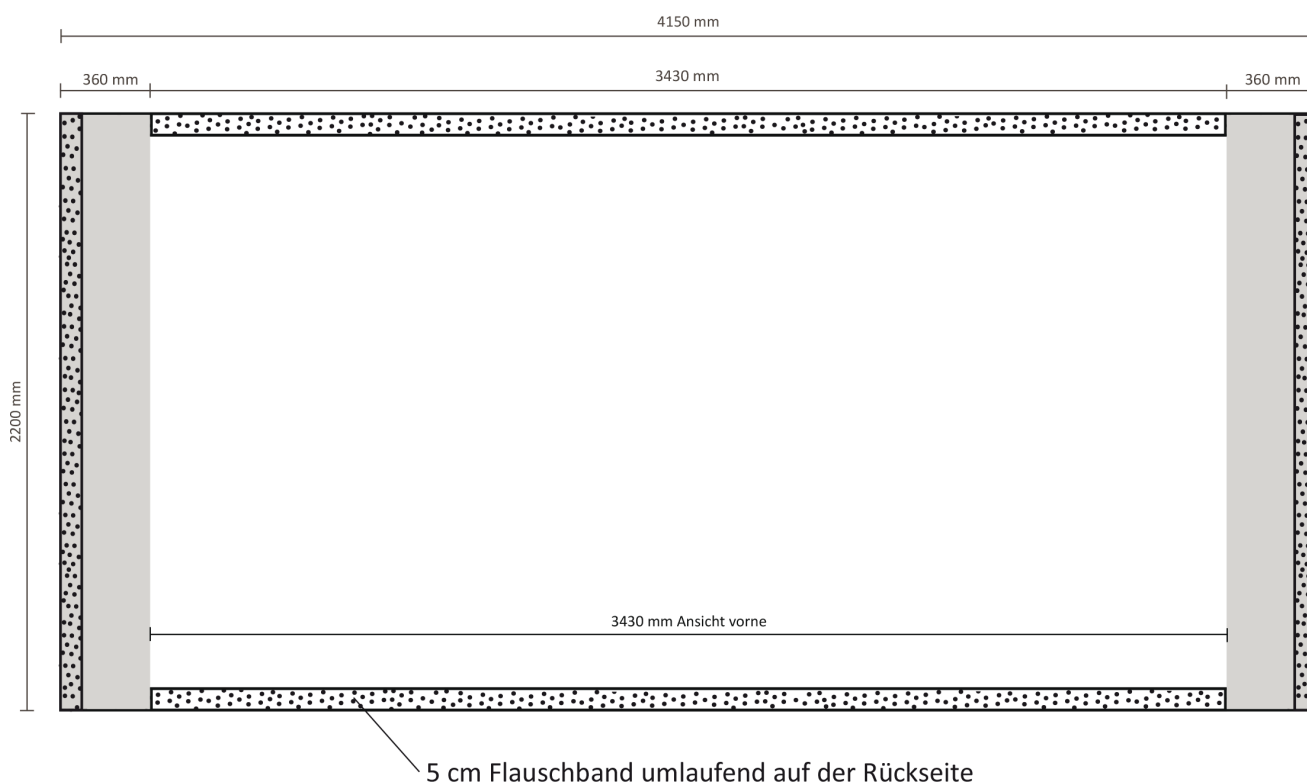 4150 mm
360 mm
3430 mm
360 mm
2200 mm
3430 mm Ansicht vorne
5 cm Flauschband umlaufend auf der Rückseite